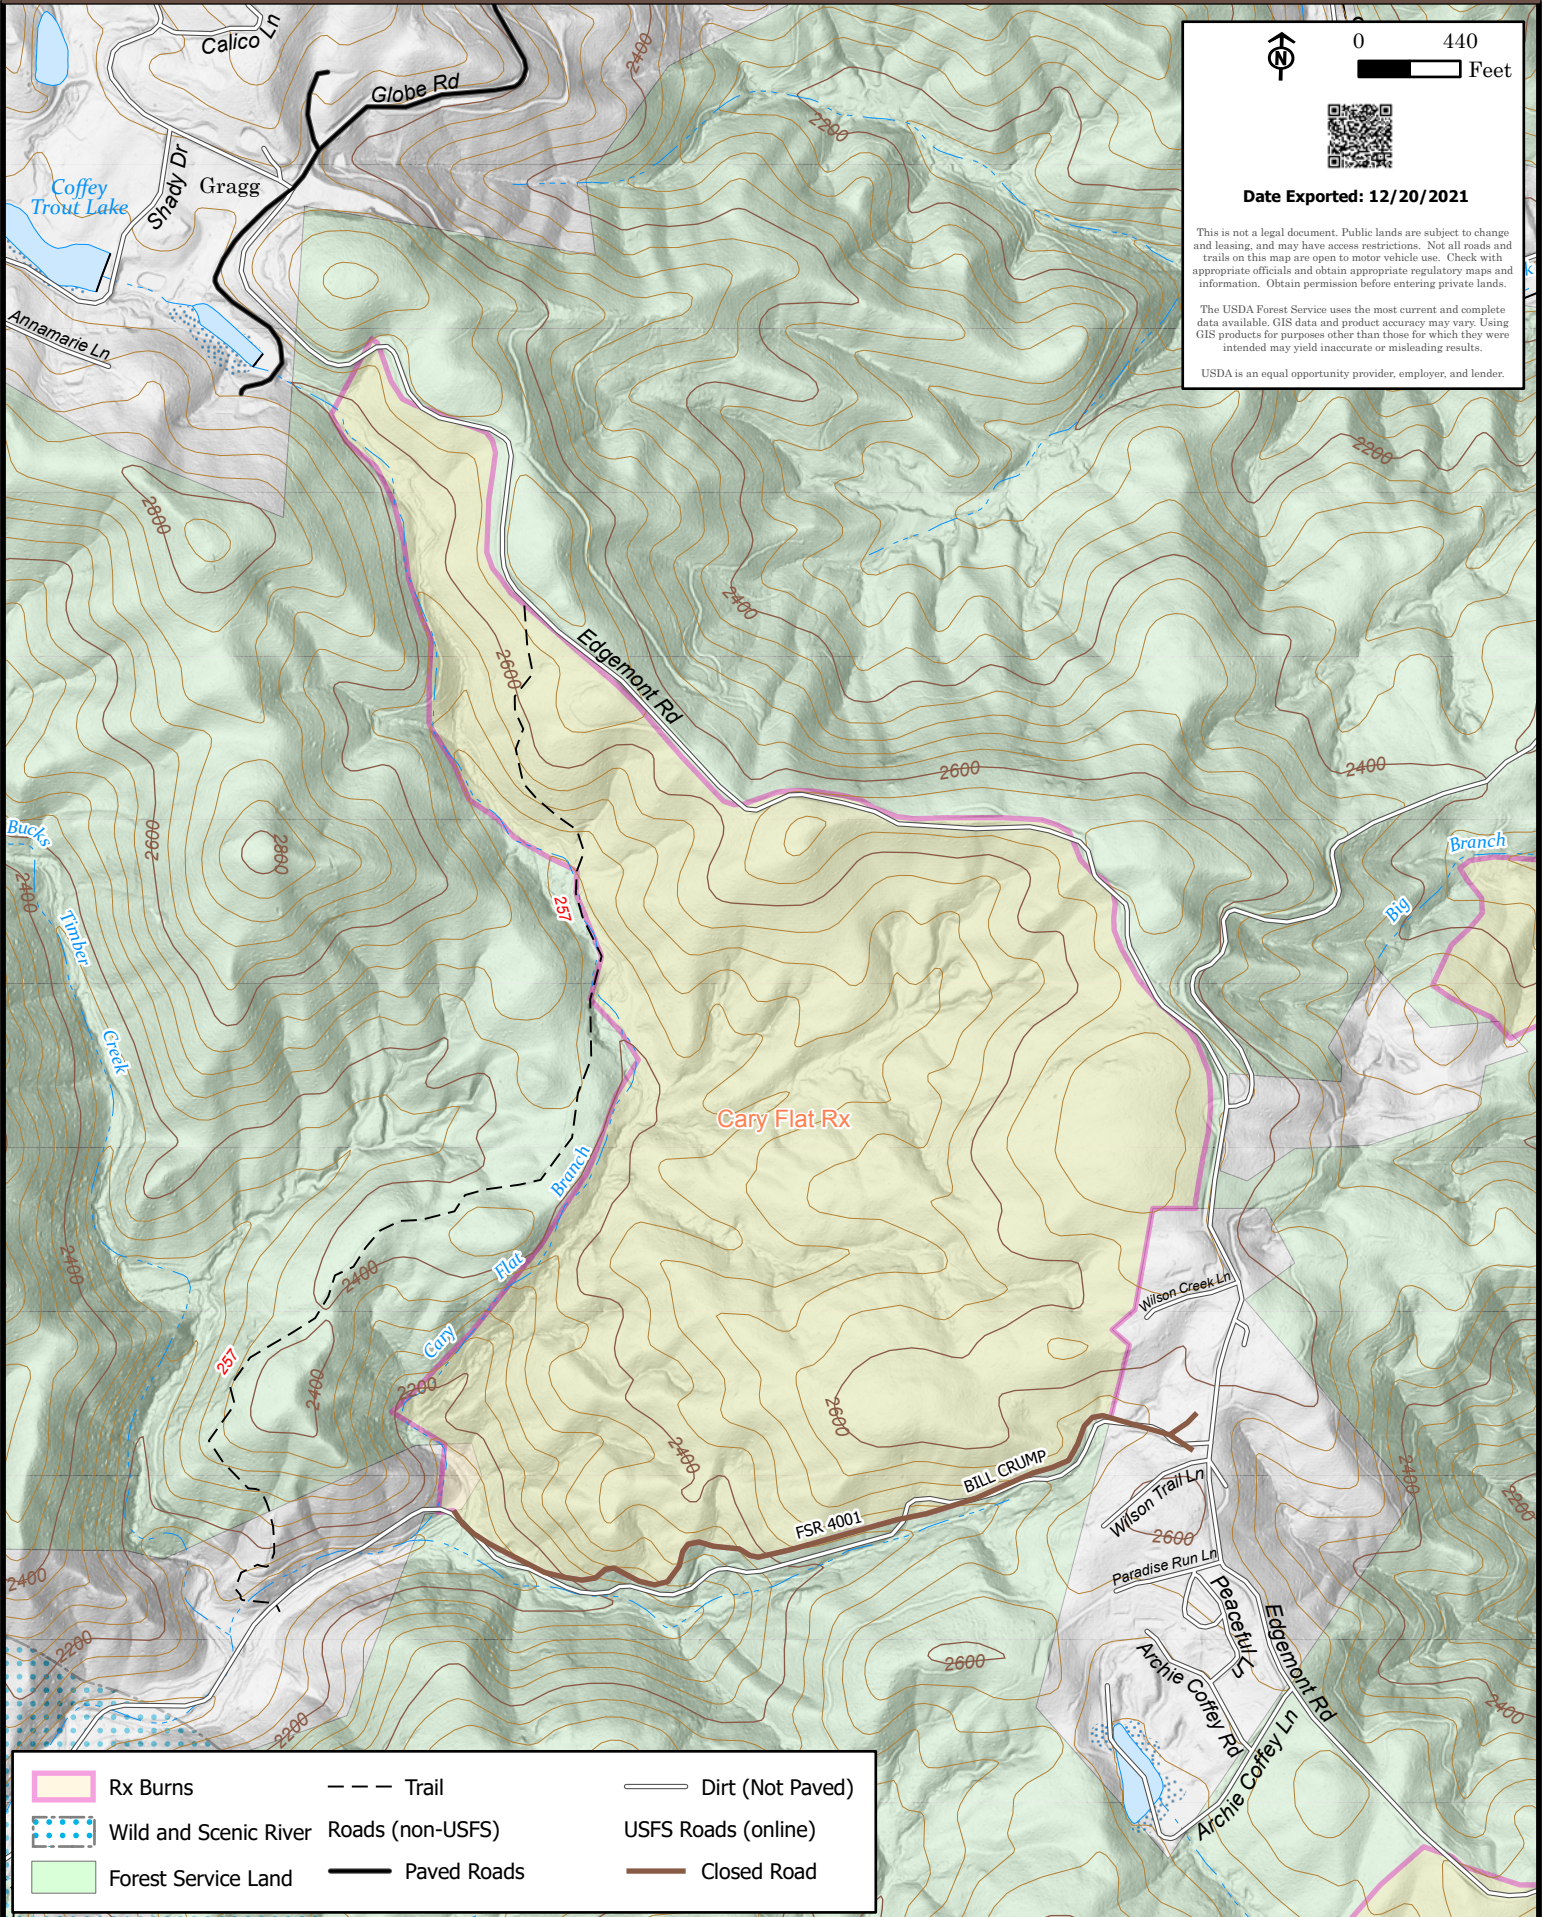 Calico Ln
2400
Globe Rd
0 440
Feet
N
2200
Date Exported: 12/20/2021
This is not a legal document. Public lands are subject to change
and leasing, and may have access restrictions. Not all roads and
trails on this map are open to motor vehicle use. Check with
appropriate officials and obtain appropriate regulatory maps and
information. Obtain permission before entering private lands.
The USDA Forest Service uses the most current and complete
data available. GIS data and product accuracy may vary. Using
GIS products for purposes other than those for which they were
intended may yield inaccurate or misleading results.
USDA is an equal opportunity provider, employer, and lender.
Coffey
Trout Lake
Shady Dr
Gragg
Annamarie Ln
2200
2800
2400
2600
Edgemont Rd
2600
2400
Bucks
2600
2800
2400
Timber
Creek
257
Branch
Big
Cary Flat Rx
Branch
Flat
Cary
2400
2400
257
2400
2200
2600
2400
Wilson Creek Ln
BILL CRUMP
FSR 4001
Wilson Trail Ln
2600
2400
2200
Paradise Run Ln
Peaceful Ln
Edgemont Rd
Archie Coffey Rd
Archie Coffey Ln
2600
2400
2400
2200
2200
Rx Burns
Trail
Dirt (Not Paved)
Wild and Scenic River
Roads (non-USFS)
USFS Roads (online)
Forest Service Land
Paved Roads
Closed Road